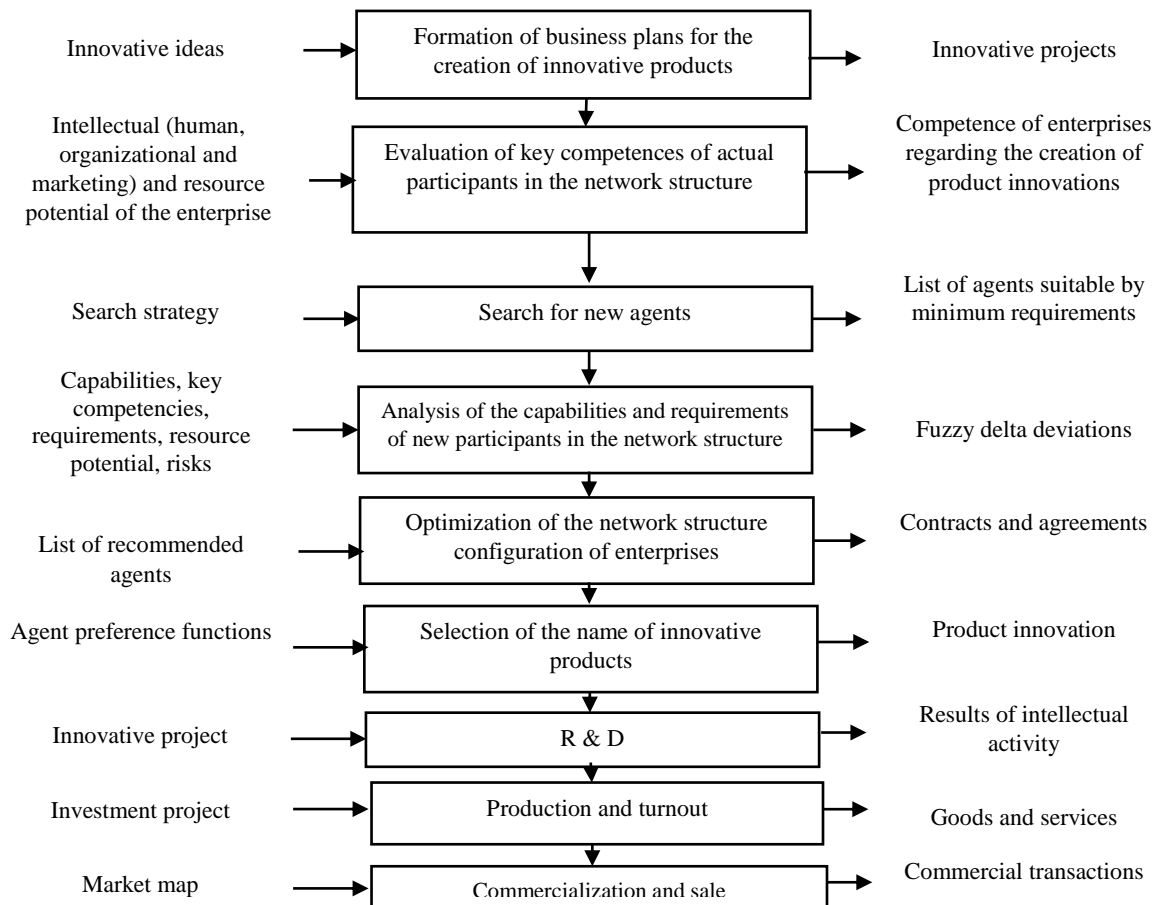 Innovative ideas
Formation of business plans for the
creation of innovative products
Innovative projects
Intellectual (human,
organizational and
marketing) and resource
potential of the enterprise
Evaluation of key competences of actual
participants in the network structure
Competence of enterprises
regarding the creation of
product innovations
Search strategy
Search for new agents
List of agents suitable by
minimum requirements
Capabilities, key
competencies,
requirements, resource
potential, risks
Analysis of the capabilities and requirements
of new participants in the network structure
Fuzzy delta deviations
List of recommended
agents
Optimization of the network structure
configuration of enterprises
Contracts and agreements
Agent preference functions
Selection of the name of innovative
products
Product innovation
Innovative project
R & D
Results of intellectual
activity
Investment project
Production and turnout
Goods and services
Market map
Commercialization and sale
Commercial transactions